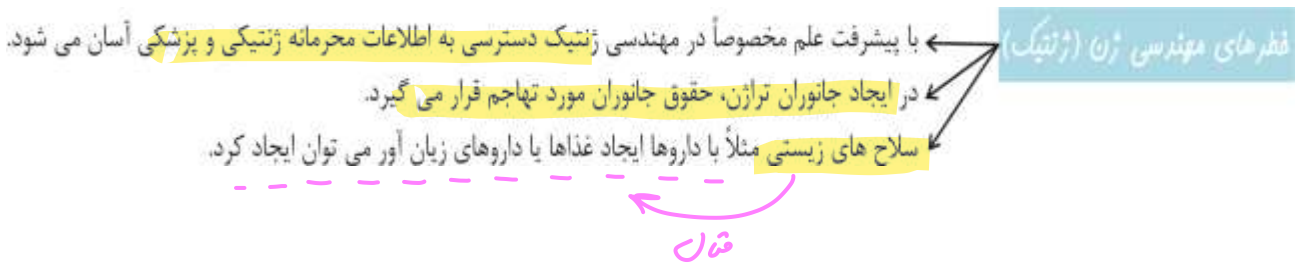 خطرهای مهندسی ژن (ژنتیک)
با پیشرفت علم مخصوصاً در مهندسی ژنتیک دسترسی به اطلاعات محرمانه ژنتیکی و پزشکی آسان می شود.
در ایجاد جانوران تراژن، حقوق جانوران مورد تهاجم قرار می گیرد.
سلاح های زیستی مثلاً با داروها ایجاد غذاها یا داروهای زیان آور می توان ایجاد کرد.
مثال